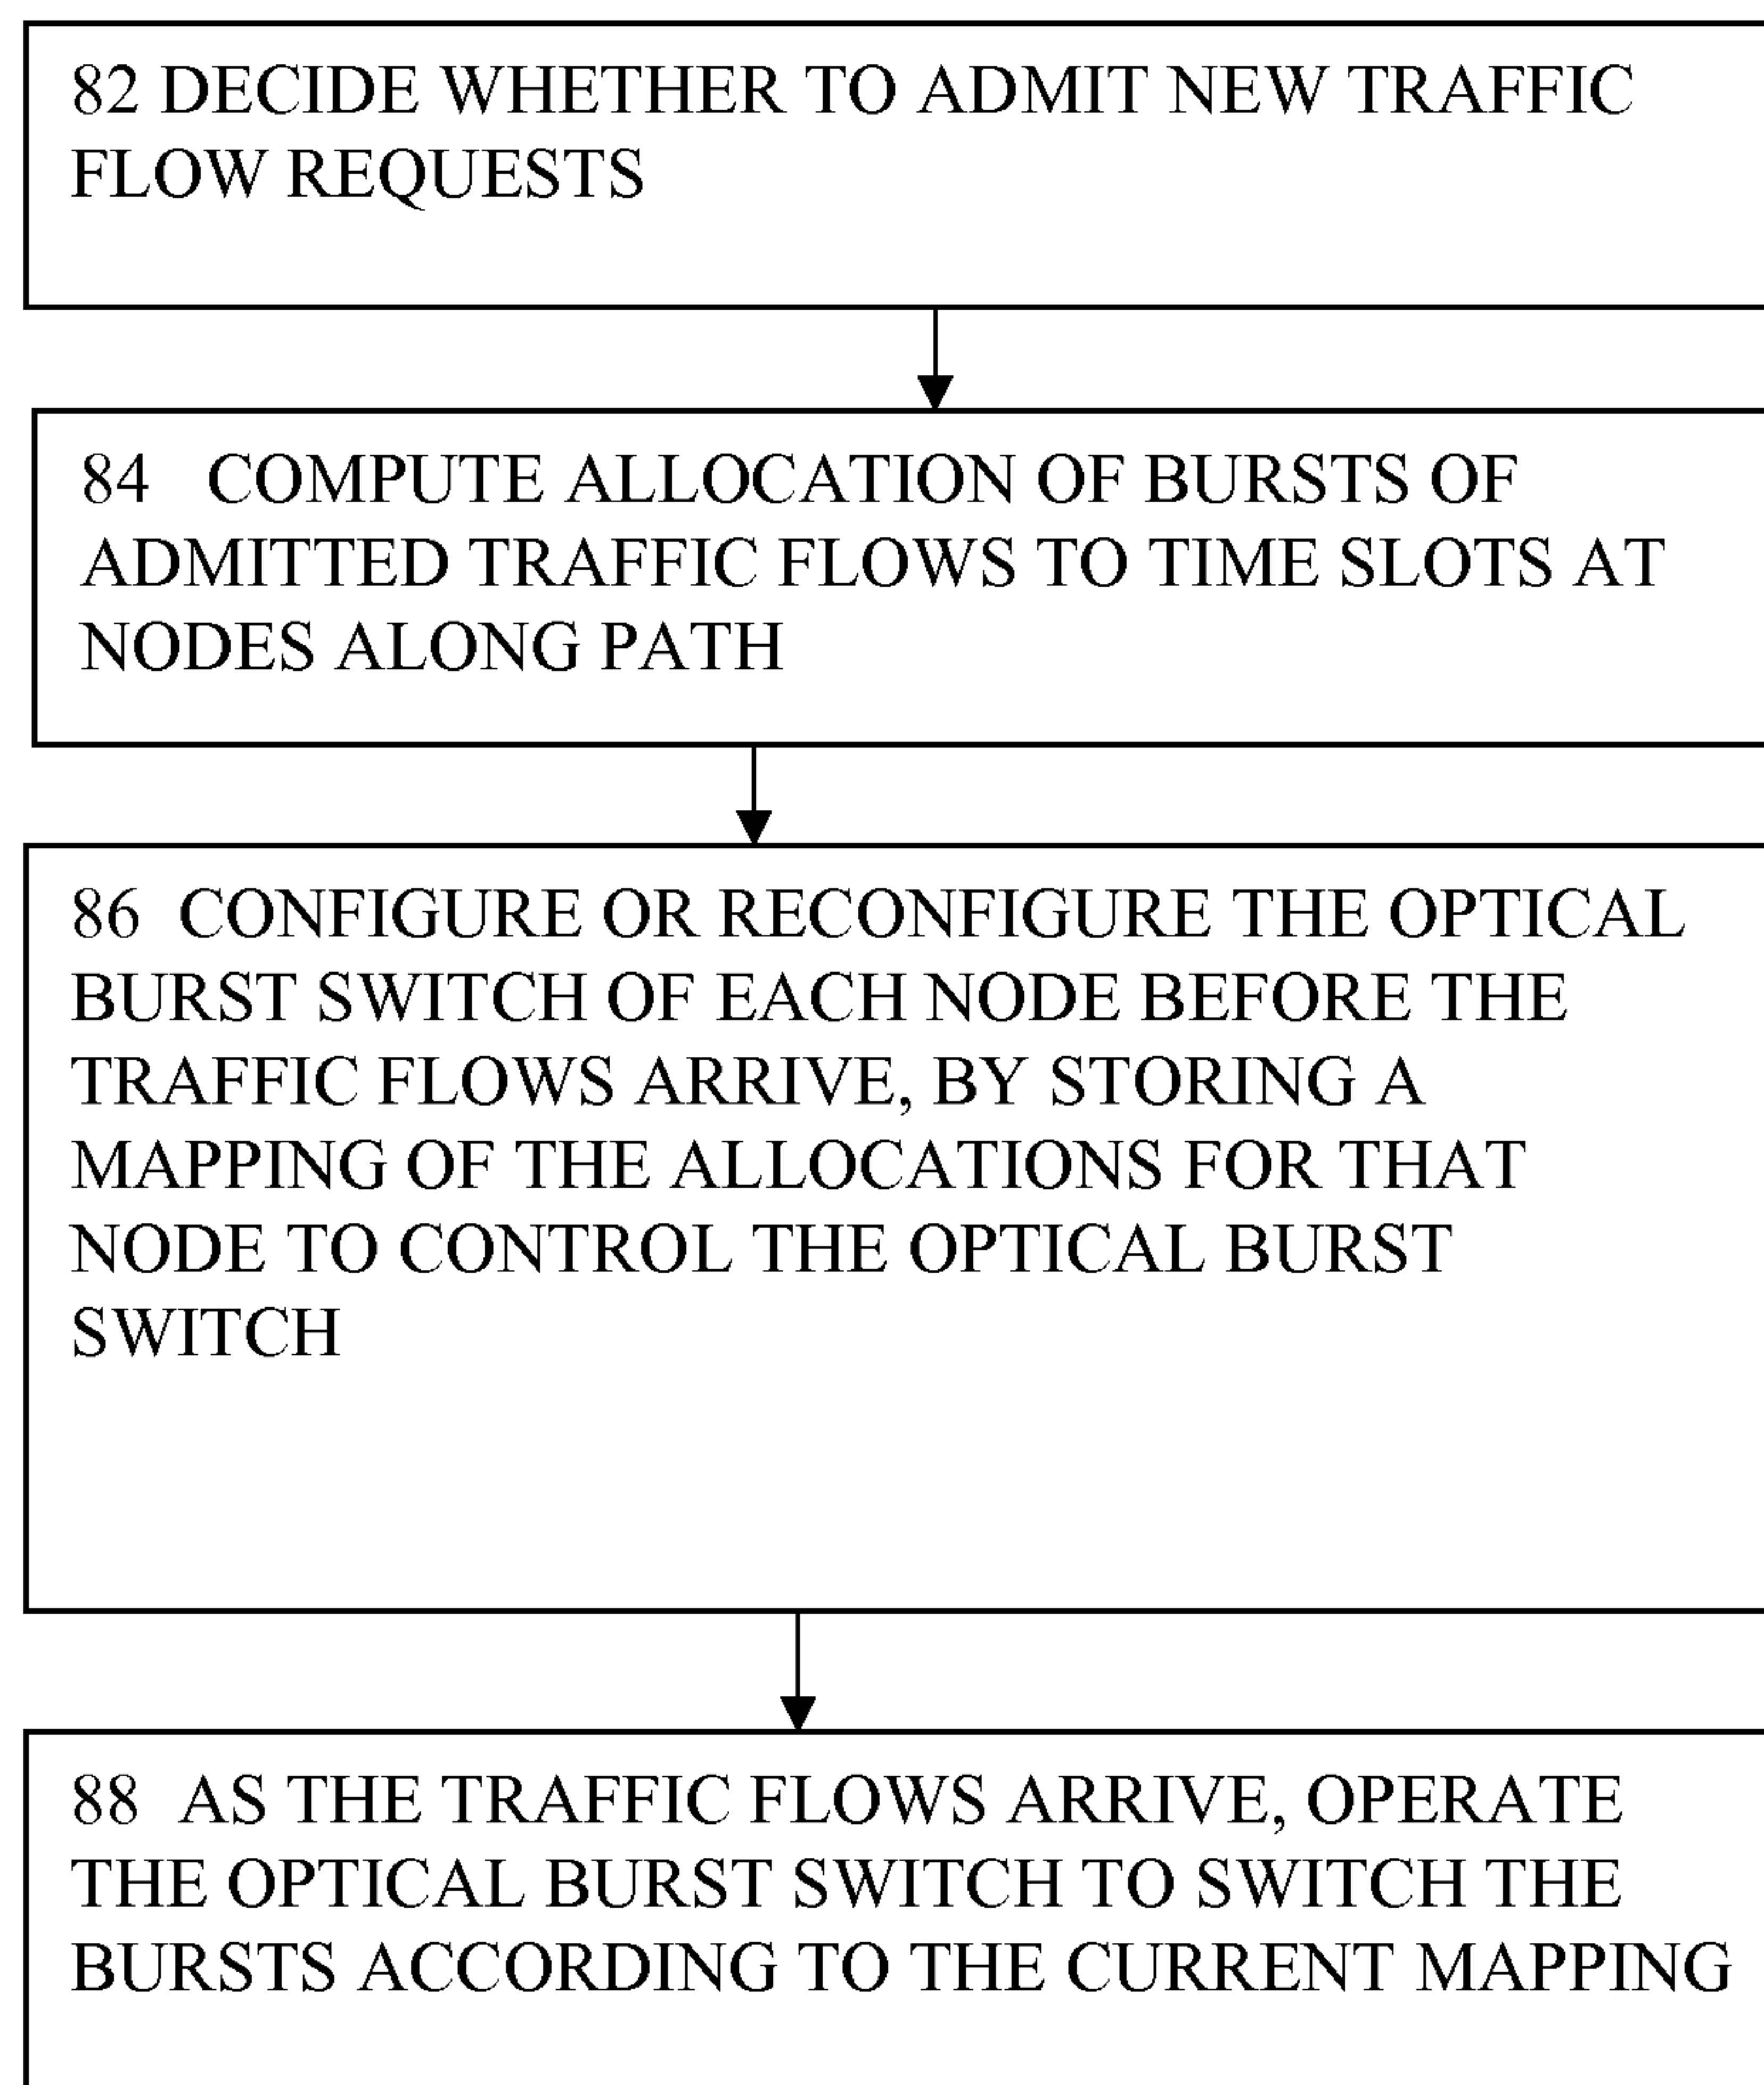 82 DECIDE WHETHER TO ADMIT NEW TRAFFIC
FLOW REQUESTS
84 COMPUTE ALLOCATION OF BURSTS OF
ADMITTED TRAFFIC FLOWS TO TIME SLOTS AT
NODES ALONG PATH
86 CONFIGURE OR RECONFIGURE THE OPTICAL
BURST SWITCH OF EACH NODE BEFORE THE
TRAFFIC FLOWS ARRIVE, BY STORING A
MAPPING OF THE ALLOCATIONS FOR THAT
NODE TO CONTROL THE OPTICAL BURST
SWITCH
88 AS THE TRAFFIC FLOWS ARRIVE, OPERATE
THE OPTICAL BURST SWITCH TO SWITCH THE
BURSTS ACCORDING TO THE CURRENT MAPPING